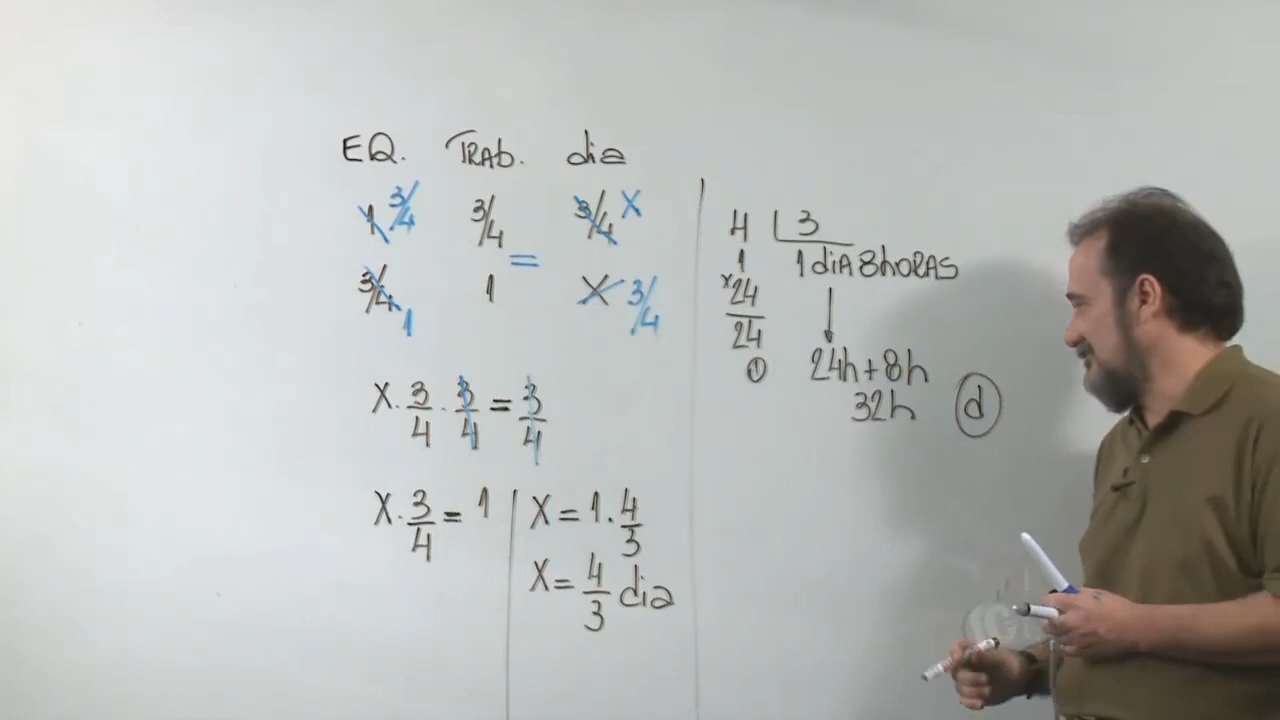 EQ. TRAb. dia
1 3/4 3/4 3/4 X
=
3/4 1 1 X 3/4
X · 3/4 · 3/4 = 3/4
X · 3/4 = 1
X = 1 · 4/3
X = 4/3 dia
4 3
1 1 diA 8 hORAS
x24
24 24h + 8h
1 32h
d